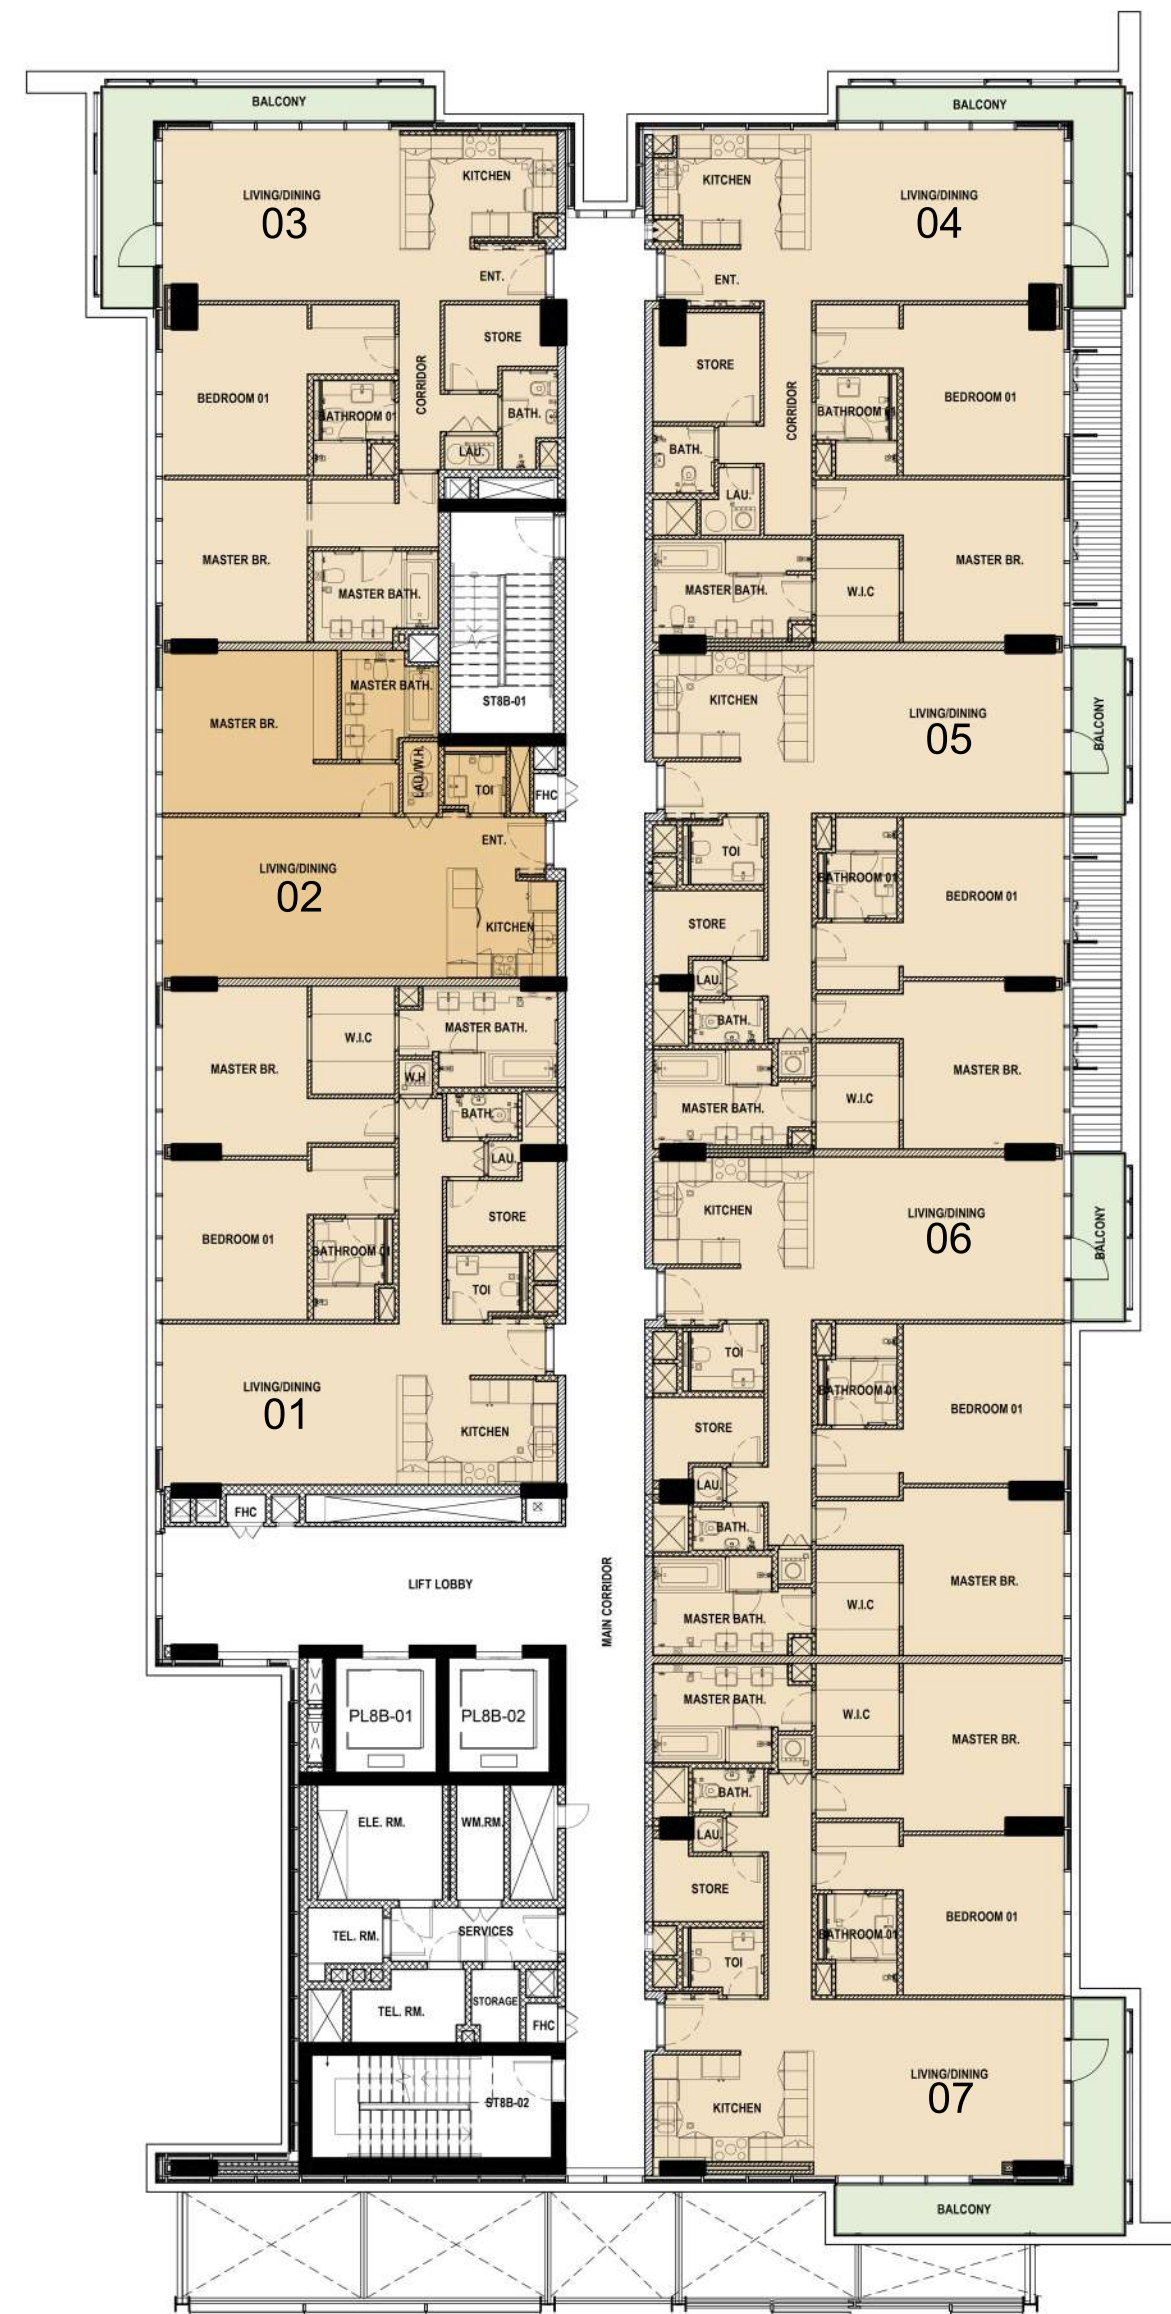 BALCONY
BALCONY
KITCHEN
LIVING/DINING
03
ENT.
STORE
CORRIDOR
BEDROOM 01
BATHROOM 01
BATH.
LAU.
MASTER BR.
MASTER BATH.
ST8B-01
KITCHEN
LIVING/DINING
04
ENT.
STORE
CORRIDOR
BEDROOM 01
BATHROOM 01
BATH.
LAU.
MASTER BATH.
W.I.C
MASTER BR.
MASTER BATH.
MASTER BR.
LAU/W.H.
TOI
FHC
ENT.
LIVING/DINING
02
KITCHEN
KITCHEN
LIVING/DINING
05
BALCONY
TOI
BATHROOM 01
BEDROOM 01
STORE
LAU.
BATH.
MASTER BATH.
W.I.C
MASTER BR.
W.I.C
MASTER BATH.
MASTER BR.
W.H
BATH.
LAU.
STORE
BEDROOM 01
BATHROOM 01
TOI
LIVING/DINING
01
KITCHEN
KITCHEN
LIVING/DINING
06
BALCONY
TOI
BATHROOM 01
BEDROOM 01
STORE
LAU.
BATH.
MASTER BATH.
W.I.C
MASTER BR.
FHC
LIFT LOBBY
MAIN CORRIDOR
PL8B-01
PL8B-02
ELE. RM.
WM.RM.
TEL. RM.
SERVICES
TEL. RM.
STORAGE
FHC
ST8B-02
MASTER BATH.
W.I.C
MASTER BR.
BATH.
LAU.
STORE
BEDROOM 01
BATHROOM 01
TOI
LIVING/DINING
07
KITCHEN
BALCONY